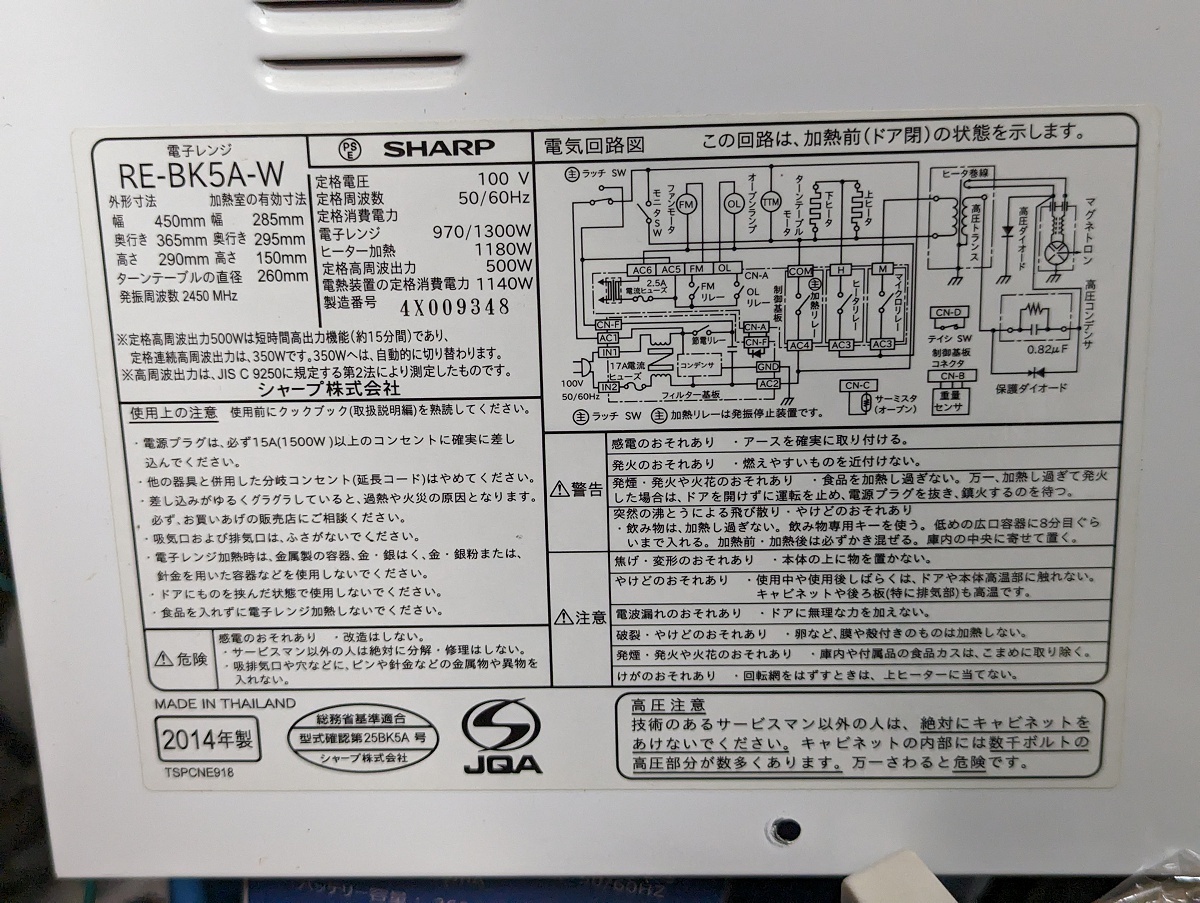 電子レンジ
RE-BK5A-W
外形寸法 加熱室の有効寸法
幅 450mm 幅 285mm
奥行き 365mm 奥行き 295mm
高さ 290mm 高さ 150mm
ターンテーブルの直径 260mm
発振周波数 2450 MHz
PS
E
SHARP
定格電圧 100 V
定格周波数 50/60Hz
定格消費電力
電子レンジ 970/1300W
ヒーター加熱 1180W
定格高周波出力 500W
電熱装置の定格消費電力 1140W
製造番号 4X009348
※定格高周波出力500Wは短時間高出力機能(約15分間)であり、
定格連続高周波出力は、350Wです。350Wへは、自動的に切り替わります。
※高周波出力は、JIS C 9250に規定する第2法により測定したものです。
シャープ株式会社
使用上の注意 使用前にクックブック(取扱説明編)を熟読してください。
・電源プラグは、必ず15A(1500W)以上のコンセントに確実に差し
込んでください。
・他の器具と併用した分岐コンセント(延長コード)はやめてください。
・差し込みがゆるくグラグラしていると、過熱や火災の原因となります。
必ず、お買いあげの販売店にご相談ください。
・吸気口および排気口は、ふさがないでください。
・電子レンジ加熱時は、金属製の容器、金・銀はく、金・銀粉または、
針金を用いた容器などを使用しないでください。
・ドアにものを挟んだ状態で使用しないでください。
・食品を入れずに電子レンジ加熱しないでください。
危険
感電のおそれあり ・改造はしない。
・サービスマン以外の人は絶対に分解・修理はしない。
・吸排気口や穴などに、ピンや針金などの金属物や異物を
入れない。
電気回路図 この回路は、加熱前(ドア閉)の状態を示します。
主 ラッチ SW
モニタSW
ファンモータ
FM
OL
オーブンランプ
TTM
ターンテーブルモータ
下ヒータ
上ヒータ
ヒータ巻線
高圧トランス
高圧ダイオード
マグネトロン
高圧コンデンサ
AC6 AC5 FM OL
CN-A
2.5A
電流ヒューズ
FM
リレー
OL
リレー
制御基板
COM H M
主
加熱リレー
ヒータリレー
マイクロリレー
AC4 AC3 AC3
CN-F
AC1
IN1
17A電流
ヒューズ
IN2
100V
50/60Hz
節電リレー
コンデンサ
CN-A
CN-F
GND
AC2
フィルター基板
CN-D
テイシ SW
制御基板
コネクタ
CN-B
重量
センサ
CN-C
サーミスタ
(オーブン)
0.82μF
保護ダイオード
主 ラッチ SW 主 加熱リレーは発振停止装置です。
警告
感電のおそれあり ・アースを確実に取り付ける。
発火のおそれあり ・燃えやすいものを近付けない。
発煙・発火や火花のおそれあり ・食品を加熱し過ぎない。万一、加熱し過ぎて発火
した場合は、ドアを開けずに運転を止め、電源プラグを抜き、鎮火するのを待つ。
突然の沸とうによる飛び散り・やけどのおそれあり
・飲み物は、加熱し過ぎない。飲み物専用キーを使う。低めの広口容器に8分目ぐら
いまで入れる。加熱前・加熱後は必ずかき混ぜる。庫内の中央に寄せて置く。
注意
焦げ・変形のおそれあり ・本体の上に物を置かない。
やけどのおそれあり ・使用中や使用後しばらくは、ドアや本体高温部に触れない。
キャビネットや後ろ板(特に排気部)も高温です。
電波漏れのおそれあり ・ドアに無理な力を加えない。
破裂・やけどのおそれあり ・卵など、膜や殻付きのものは加熱しない。
発煙・発火や火花のおそれあり ・庫内や付属品の食品カスは、こまめに取り除く。
けがのおそれあり ・回転網をはずすときは、上ヒーターに当てない。
MADE IN THAILAND
2014年製
TSPCNE918
総務省基準適合
型式確認第25BK5A 号
シャープ株式会社
JQA
高圧注意
技術のあるサービスマン以外の人は、絶対にキャビネットを
あけないでください。キャビネットの内部には数千ボルトの
高圧部分が数多くあります。万一さわると危険です。
50/60Hz